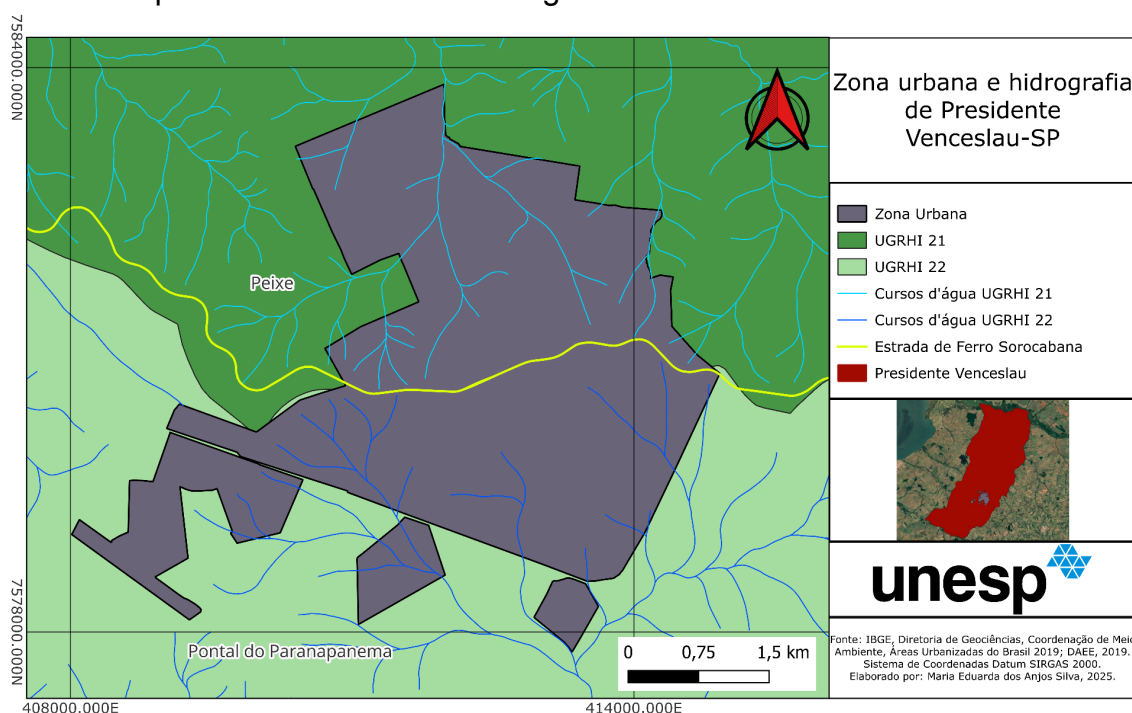 7584000.000N
Zona urbana e hidrografia
de Presidente
Venceslau-SP
Zona Urbana
UGRHI 21
UGRHI 22
Cursos d'água UGRHI 21
Cursos d'água UGRHI 22
Estrada de Ferro Sorocabana
Presidente Venceslau
Peixe
Pontal do Paranapanema
7578000.000N
0 0,75 1,5 km
408000.000E 414000.000E
unesp
Fonte: IBGE, Diretoria de Geociências, Coordenação de Meio
Ambiente, Áreas Urbanizadas do Brasil 2019; DAEE, 2019.
Sistema de Coordenadas Datum SIRGAS 2000.
Elaborado por: Maria Eduarda dos Anjos Silva, 2025.